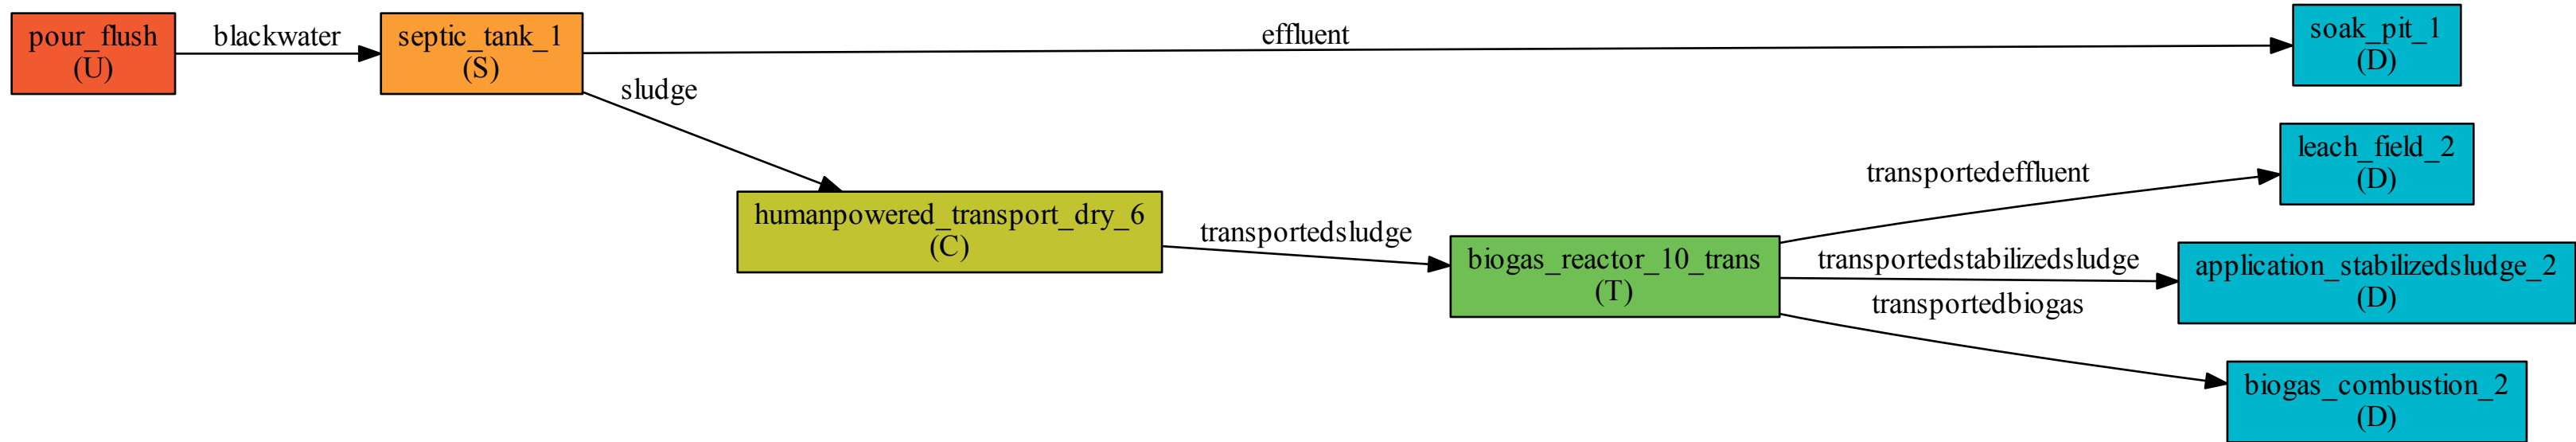 pour_flush
(U)
blackwater
septic_tank_1
(S)
effluent
soak_pit_1
(D)
sludge
humanpowered_transport_dry_6
(C)
transportedsludge
biogas_reactor_10_trans
(T)
transportedeffluent
leach_field_2
(D)
transportedstabilizedsludge
application_stabilizedsludge_2
(D)
transportedbiogas
biogas_combustion_2
(D)